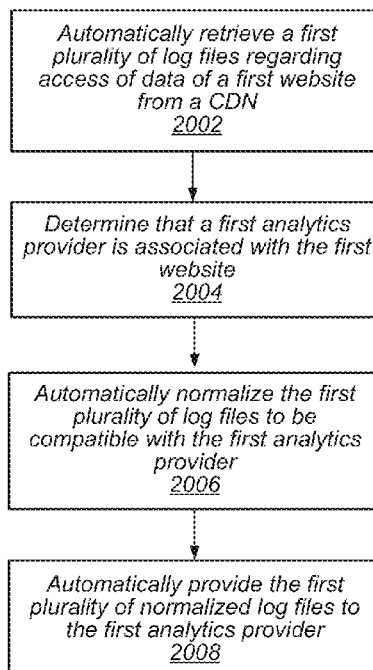 Automatically retrieve a first
plurality of log files regarding
access of data of a first website
from a CDN
2002
Determine that a first analytics
provider is associated with the first
website
2004
Automatically normalize the first
plurality of log files to be
compatible with the first analytics
provider
2006
Automatically provide the first
plurality of normalized log files to
the first analytics provider
2008